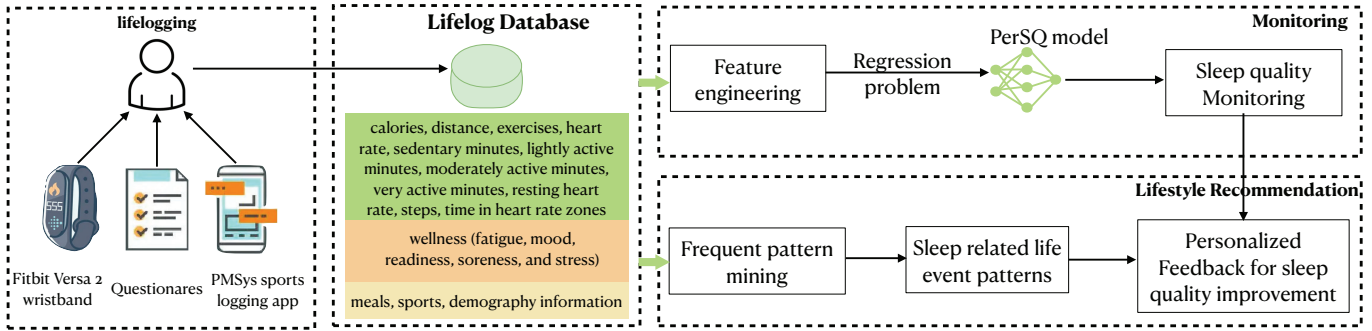 lifelogging
Fitbit Versa 2
wristband
Questionares
PMSys sports
logging app
Lifelog Database
calories, distance, exercises, heart
rate, sedentary minutes, lightly active
minutes, moderately active minutes,
very active minutes, resting heart
rate, steps, time in heart rate zones
wellness (fatigue, mood,
readiness, soreness, and stress)
meals, sports, demography information
Monitoring
Feature
engineering
Regression
problem
PerSQ model
Sleep quality
Monitoring
Lifestyle Recommendation
Frequent pattern
mining
Sleep related life
event patterns
Personalized
Feedback for sleep
quality improvement